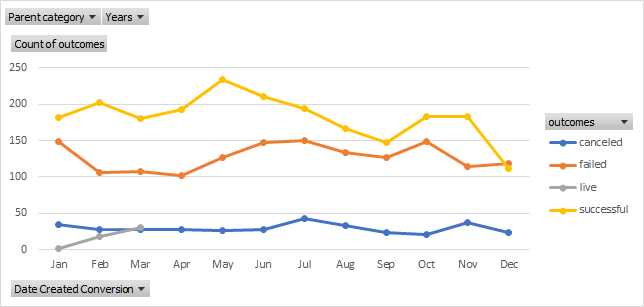 Parent category Years
Count of outcomes
250
200
150
100
50
0
Jan Feb Mar Apr May Jun Jul Aug Sep Oct Nov Dec
outcomes
canceled
failed
live
successful
Date Created Conversion